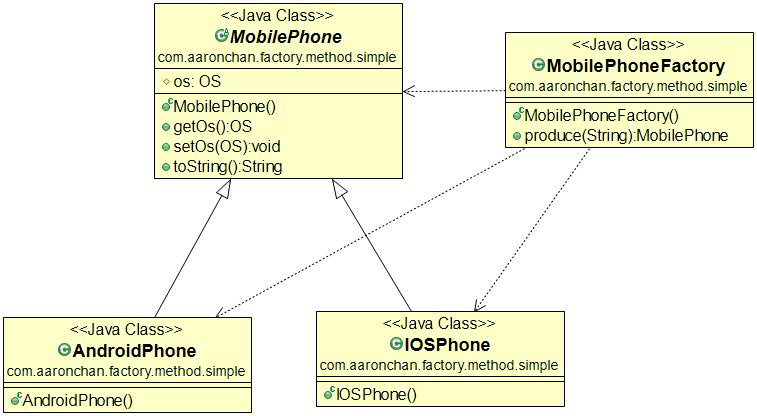 <<Java Class>>
MobilePhone
com.aaronchan.factory.method.simple
os: OS
MobilePhone()
getOs():OS
setOs(OS):void
toString():String
<<Java Class>>
MobilePhoneFactory
com.aaronchan.factory.method.simple
MobilePhoneFactory()
produce(String):MobilePhone
<<Java Class>>
AndroidPhone
com.aaronchan.factory.method.simple
AndroidPhone()
<<Java Class>>
IOSPhone
com.aaronchan.factory.method.simple
IOSPhone()